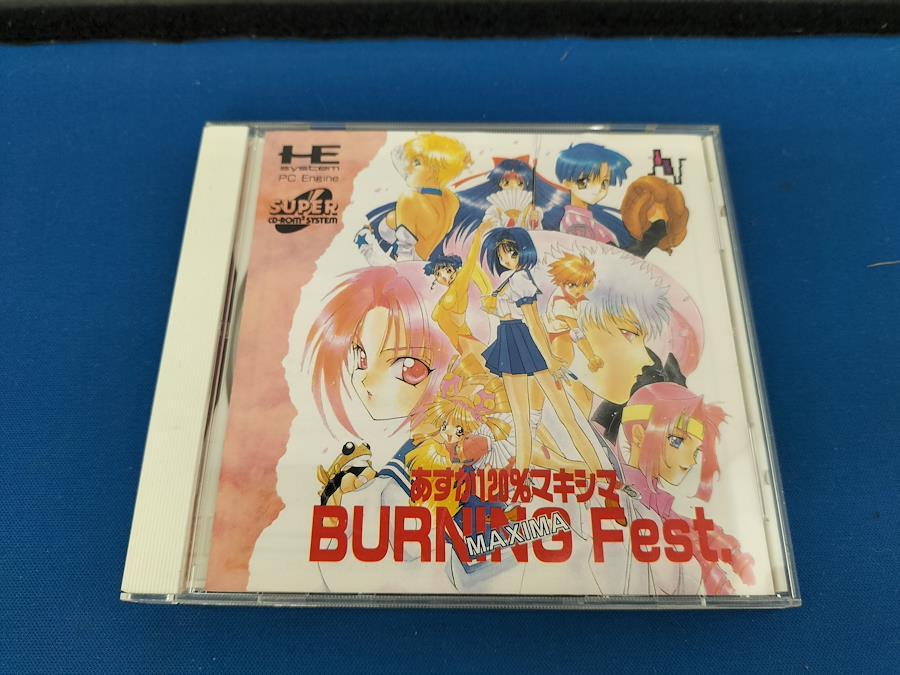 HE
system
PC Engine
SUPER
CD-ROM² SYSTEM
あすか120%マキシマ
BURNING Fest.
MAXIMA